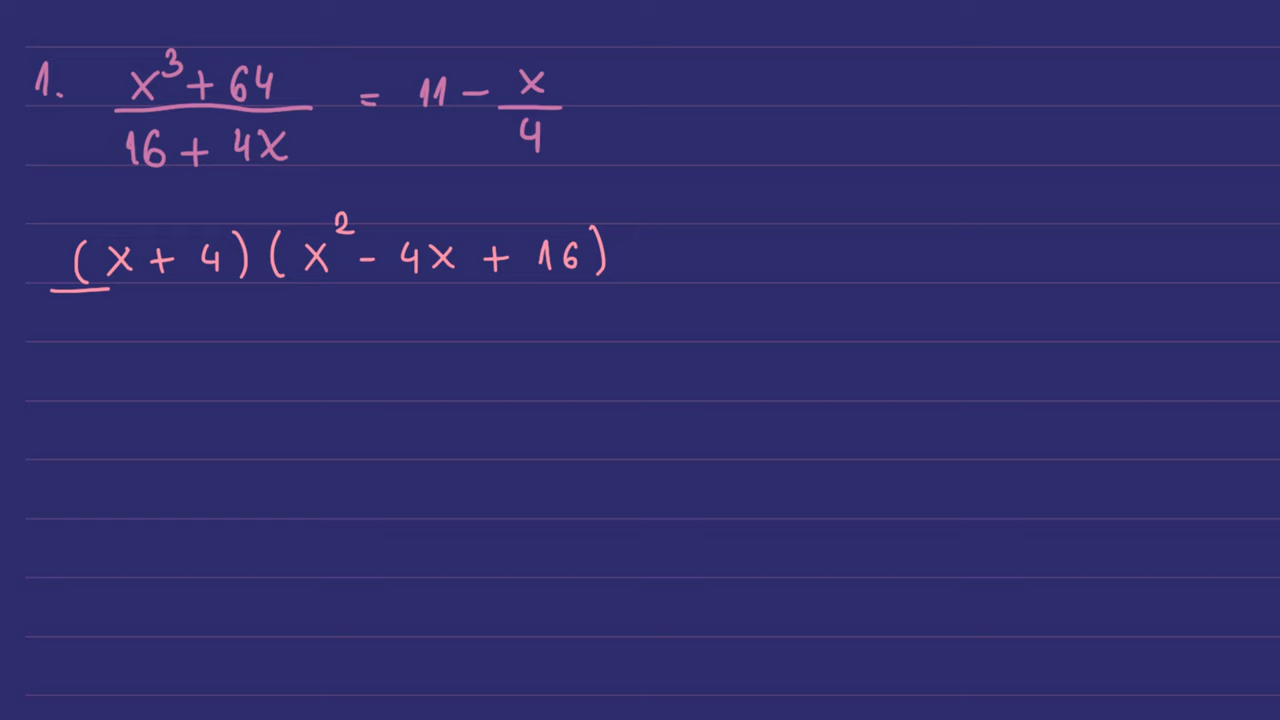 1. x³ + 64 / 16 + 4x = 11 - x / 4
(x + 4)(x² - 4x + 16)